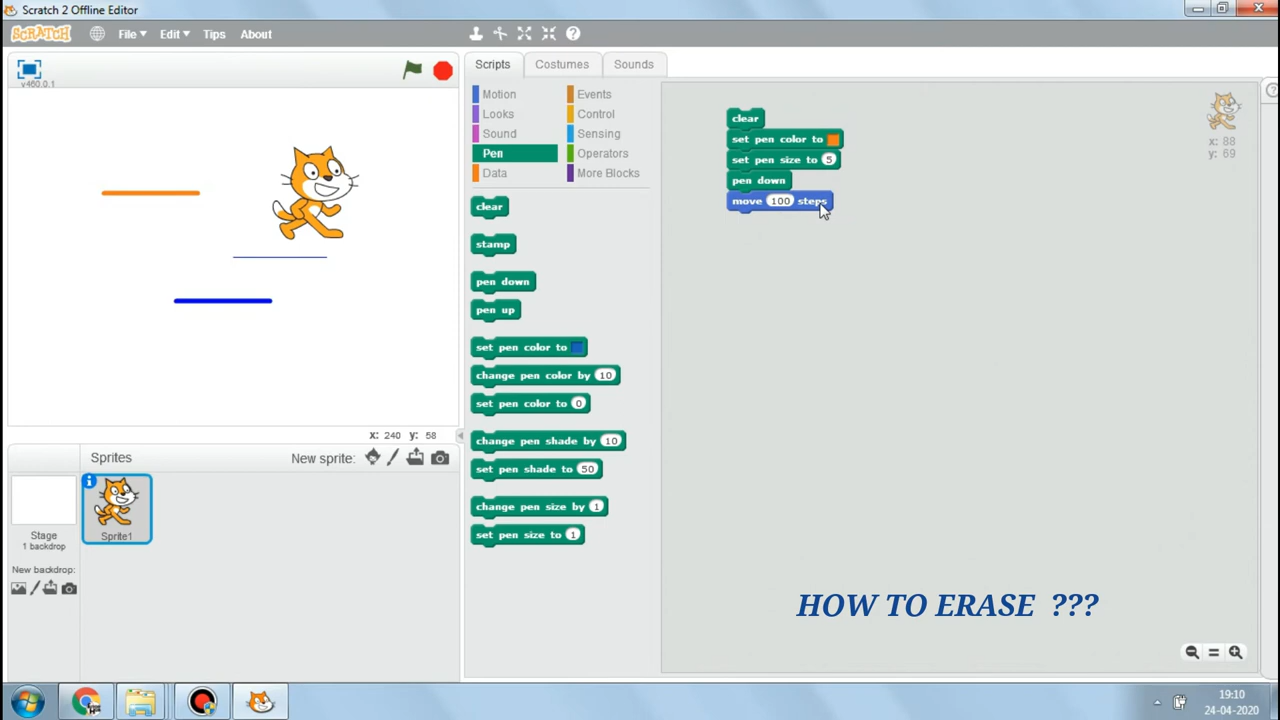 Scratch 2 Offline Editor
SCRATCH File Edit Tips About
v460.0.1
Scripts Costumes Sounds
Motion Events
Looks Control
Sound Sensing
Pen Operators
Data More Blocks
clear
stamp
pen down
pen up
set pen color to
change pen color by 10
set pen color to 0
change pen shade by 10
set pen shade to 50
change pen size by 1
set pen size to 1
clear
set pen color to
set pen size to 5
pen down
move 100 steps
x: 88
y: 69
x: 240 y: 58
Sprites New sprite:
Stage
1 backdrop
New backdrop:
Sprite1
HOW TO ERASE ???
19:10
24-04-2020